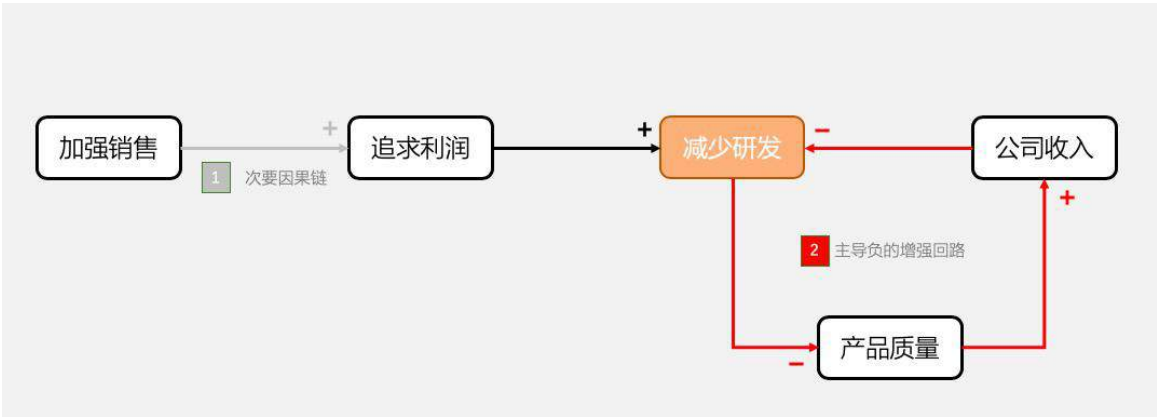 加强销售
+
追求利润
+
减少研发
−
公司收入
1
次要因果链
+
2
主导负的增强回路
产品质量
−